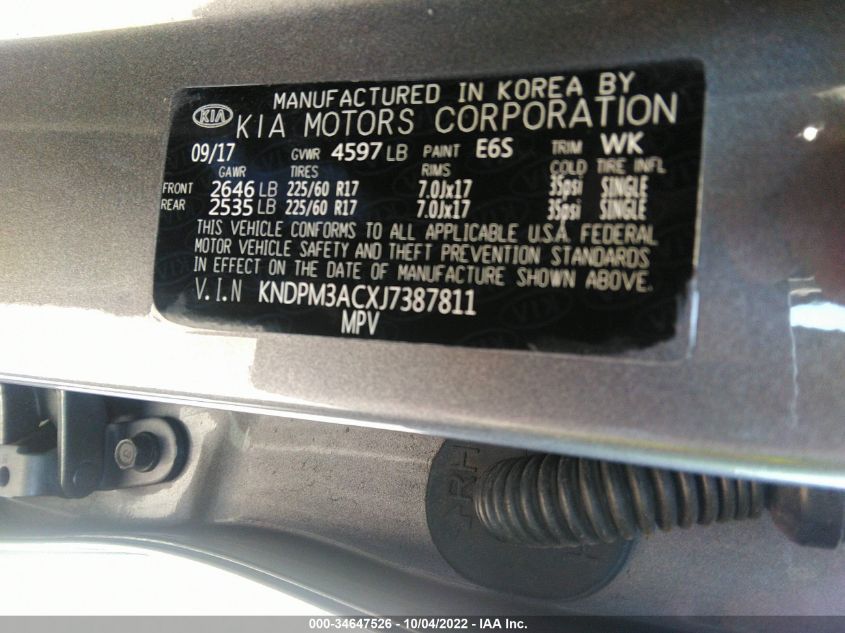 MANUFACTURED IN KOREA BY
KIA KIA MOTORS CORPORATION
09/17 GVWR 4597 LB PAINT E6S TRIM WK
GAWR TIRES RIMS COLD TIRE INFL
FRONT 2646 LB 225/60 R17 7.0Jx17 35psi SINGLE
REAR 2535 LB 225/60 R17 7.0Jx17 35psi SINGLE
THIS VEHICLE CONFORMS TO ALL APPLICABLE U.S.A. FEDERAL
MOTOR VEHICLE SAFETY AND THEFT PREVENTION STANDARDS
IN EFFECT ON THE DATE OF MANUFACTURE SHOWN ABOVE.
V.I.N KNDPM3ACXJ7387811
MPV
RH
000-34647526 - 10/04/2022 - IAA Inc.